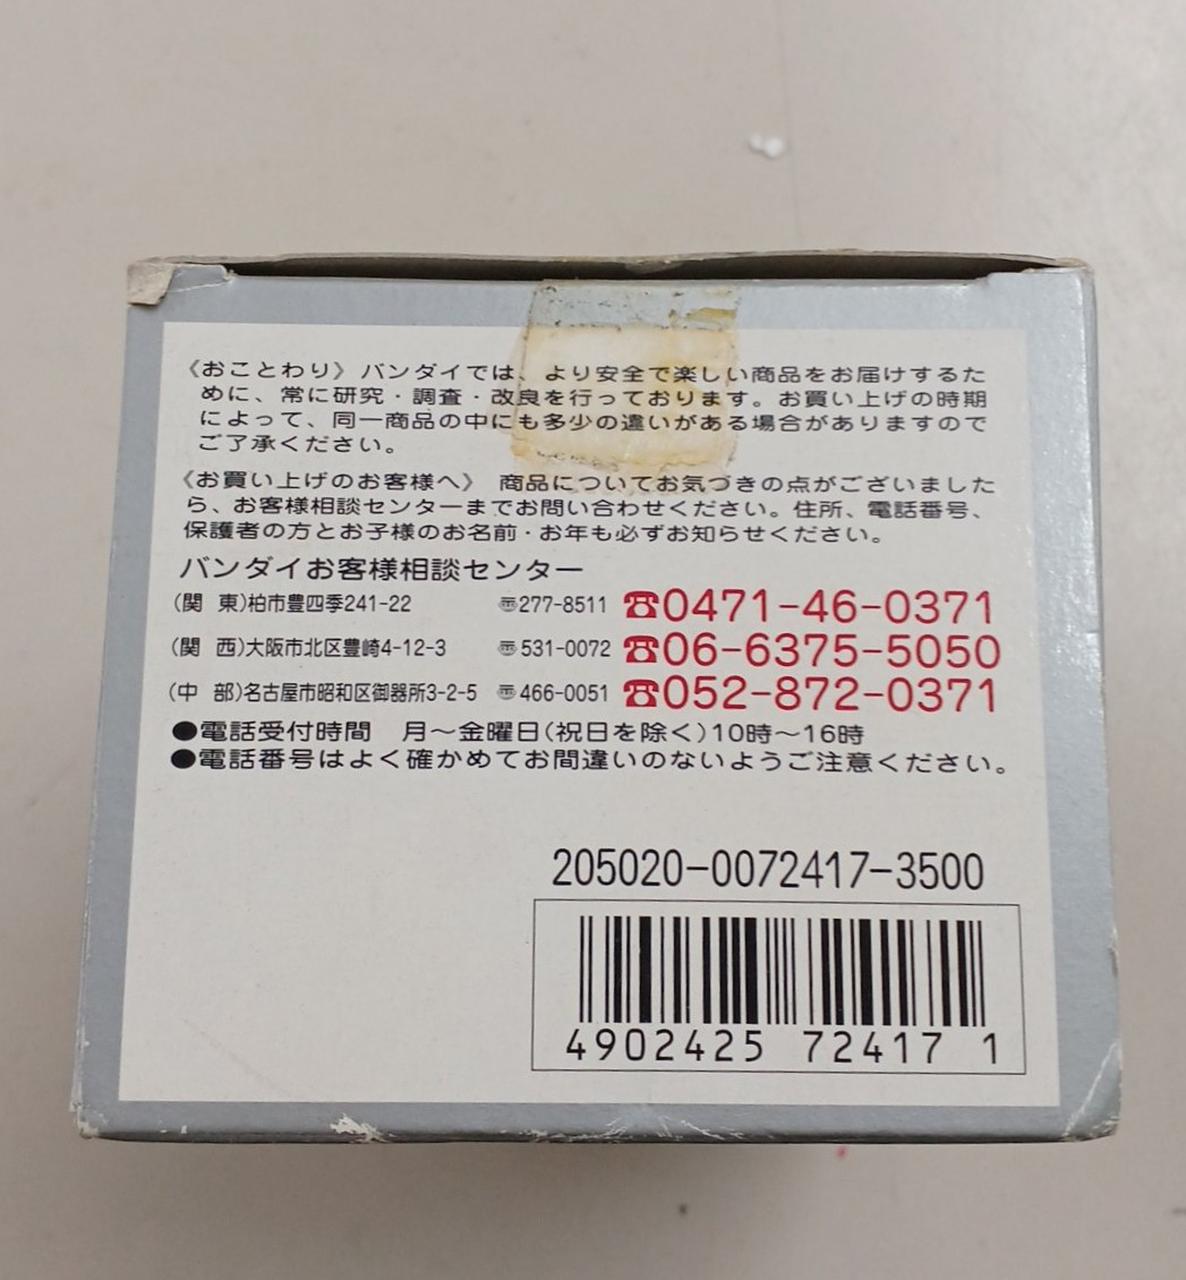 《おことわり》バンダイでは、より安全で楽しい商品をお届けするた
めに、常に研究・調査・改良を行っております。お買い上げの時期
によって、同一商品の中にも多少の違いがある場合がありますので
ご了承ください。
《お買い上げのお客様へ》 商品についてお気づきの点がございました
ら、お客様相談センターまでお問い合わせください。住所、電話番号、
保護者の方とお子様のお名前・お年も必ずお知らせください。
バンダイお客様相談センター
(関 東)柏市豊四季241-22 〠277-8511 ☎0471-46-0371
(関 西)大阪市北区豊崎4-12-3 〠531-0072 ☎06-6375-5050
(中 部)名古屋市昭和区御器所3-2-5 〠466-0051 ☎052-872-0371
●電話受付時間 月～金曜日(祝日を除く)10時～16時
●電話番号はよく確かめてお間違いのないようご注意ください。
205020-0072417-3500
4902425 72417 1